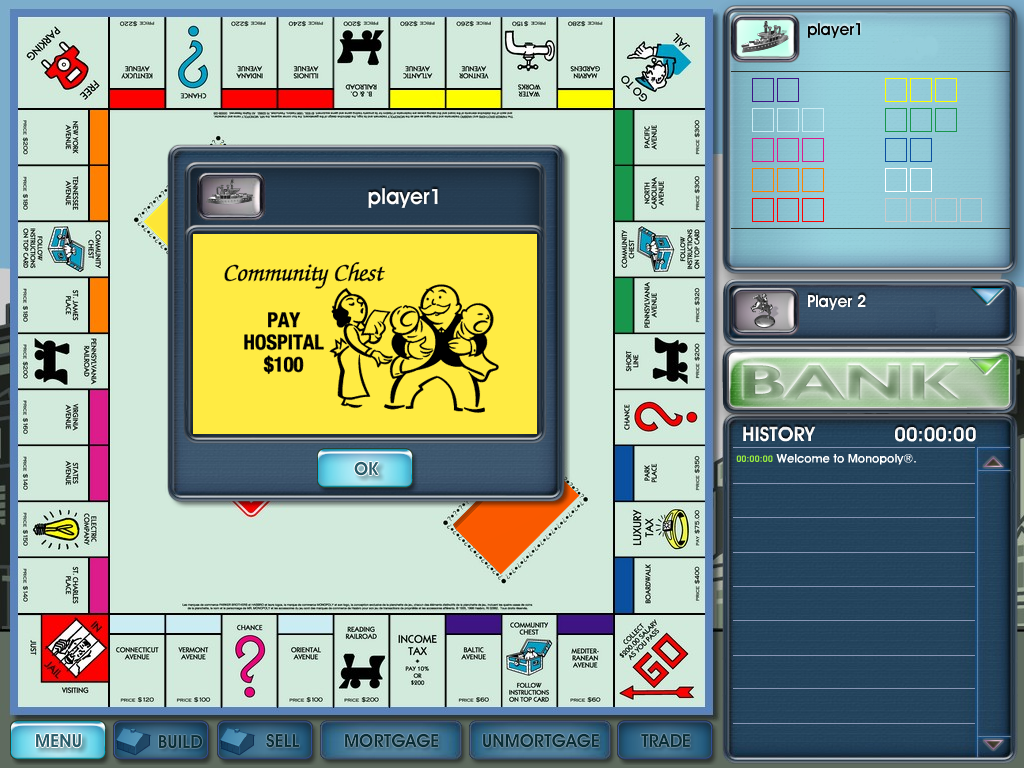 FREE
PARKING
KENTUCKY
AVENUE
PRICE $220
CHANCE
INDIANA
AVENUE
PRICE $220
ILLINOIS
AVENUE
PRICE $240
B. & O.
RAILROAD
PRICE $200
ATLANTIC
AVENUE
PRICE $260
VENTNOR
AVENUE
PRICE $260
WATER
WORKS
PRICE $150
MARVIN
GARDENS
PRICE $280
GO TO
JAIL
NEW YORK
AVENUE
PRICE $200
TENNESSEE
AVENUE
PRICE $180
COMMUNITY
CHEST
FOLLOW
INSTRUCTIONS
ON TOP CARD
ST. JAMES
PLACE
PRICE $180
PENNSYLVANIA
RAILROAD
PRICE $200
VIRGINIA
AVENUE
PRICE $160
STATES
AVENUE
PRICE $140
ELECTRIC
COMPANY
PRICE $150
ST. CHARLES
PLACE
PRICE $140
PACIFIC
AVENUE
PRICE $300
NORTH
CAROLINA
AVENUE
PRICE $300
COMMUNITY
CHEST
FOLLOW
INSTRUCTIONS
ON TOP CARD
PENNSYLVANIA
AVENUE
PRICE $320
SHORT
LINE
PRICE $200
CHANCE
PARK
PLACE
PRICE $350
LUXURY
TAX
PAY $75.00
BOARDWALK
PRICE $400
player1
Community Chest
PAY
HOSPITAL
$100
OK
JUST
IN
JAIL
VISITING
CONNECTICUT
AVENUE
PRICE $120
VERMONT
AVENUE
PRICE $100
CHANCE
ORIENTAL
AVENUE
PRICE $100
READING
RAILROAD
PRICE $200
INCOME
TAX
PAY 10%
OR
$200
BALTIC
AVENUE
PRICE $60
COMMUNITY
CHEST
FOLLOW
INSTRUCTIONS
ON TOP CARD
MEDITER-
RANEAN
AVENUE
PRICE $60
COLLECT
$200.00 SALARY
AS YOU PASS
GO
MENU
BUILD
SELL
MORTGAGE
UNMORTGAGE
TRADE
player1
Player 2
BANK
HISTORY 00:00:00
00:00:00 Welcome to Monopoly®.